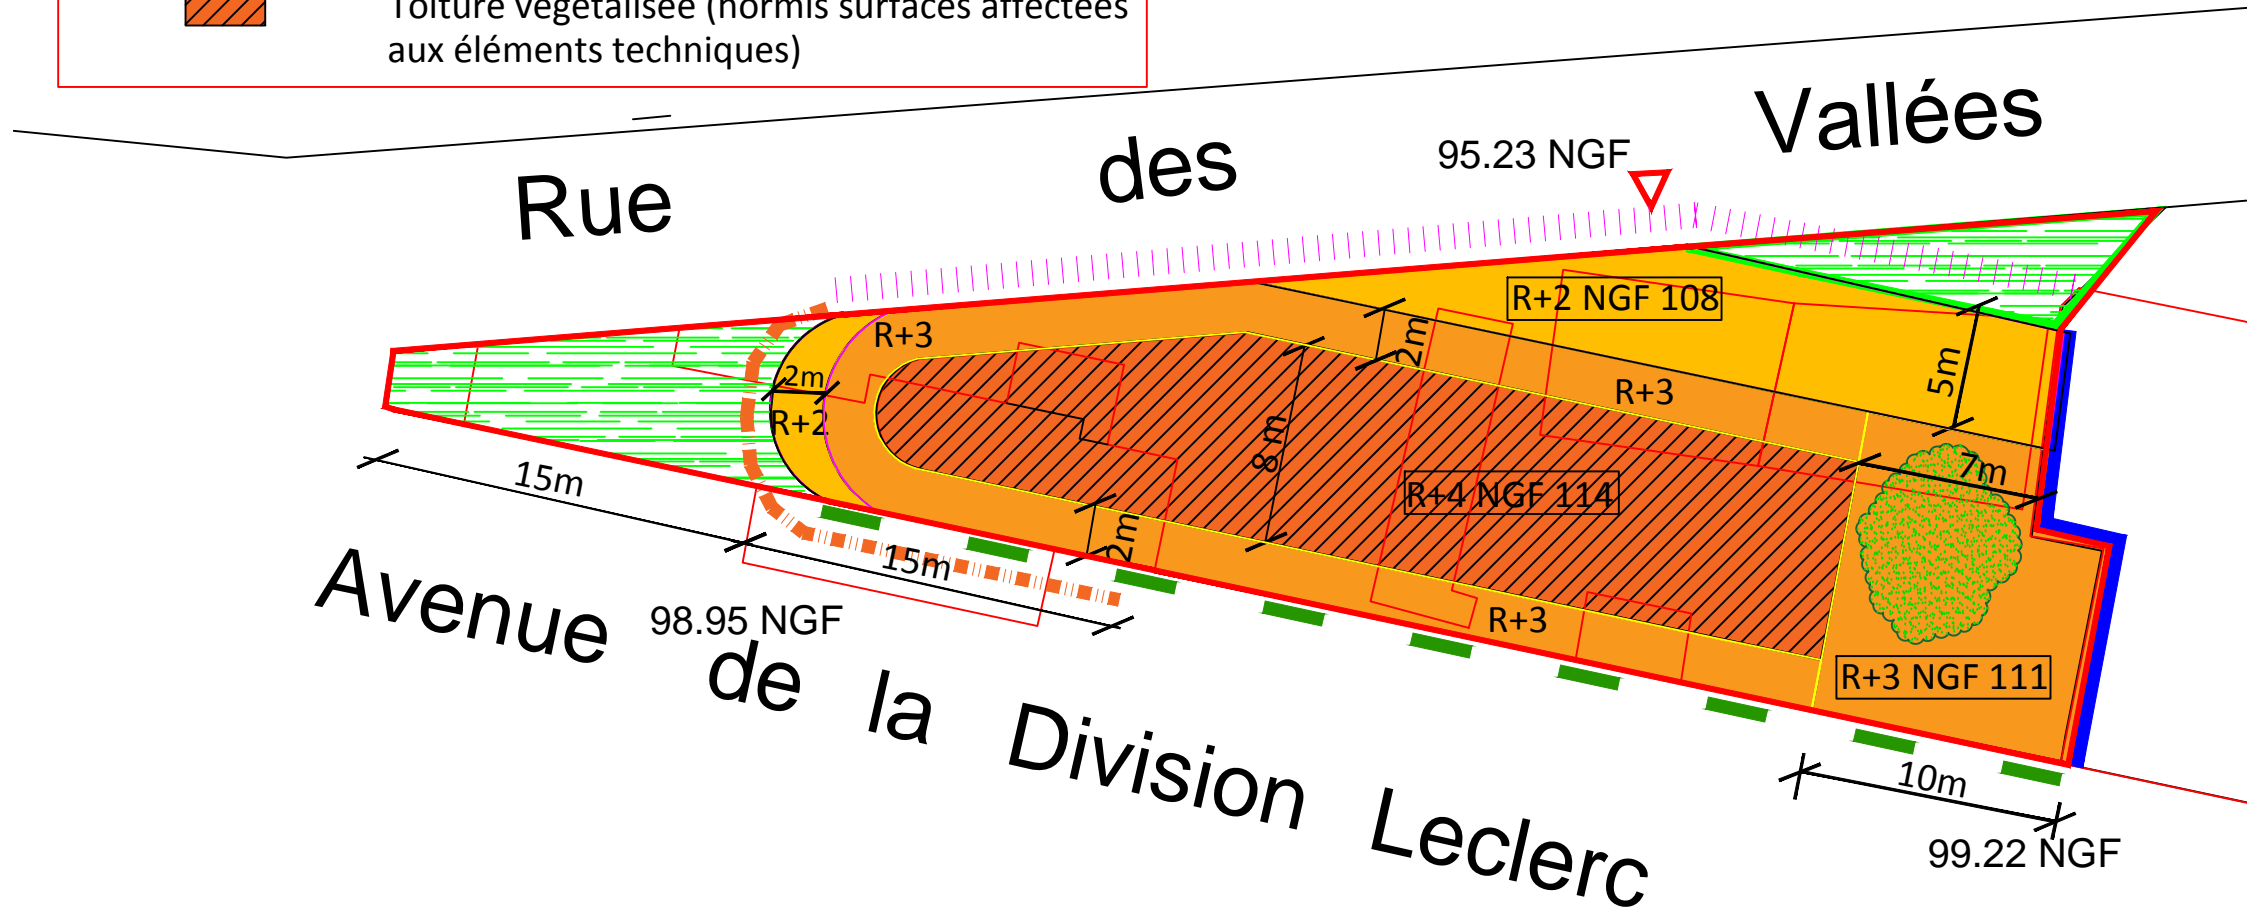 Toiture végétalisée (hormis surfaces affectées
aux éléments techniques)
Rue des Vallées
95.23 NGF
R+2 NGF 108
R+3
2m
R+3
5m
2m
R+2
8 m
7m
R+4 NGF 114
15m
2m
15m
R+3
98.95 NGF
R+3 NGF 111
Avenue de la Division Leclerc
10m
99.22 NGF